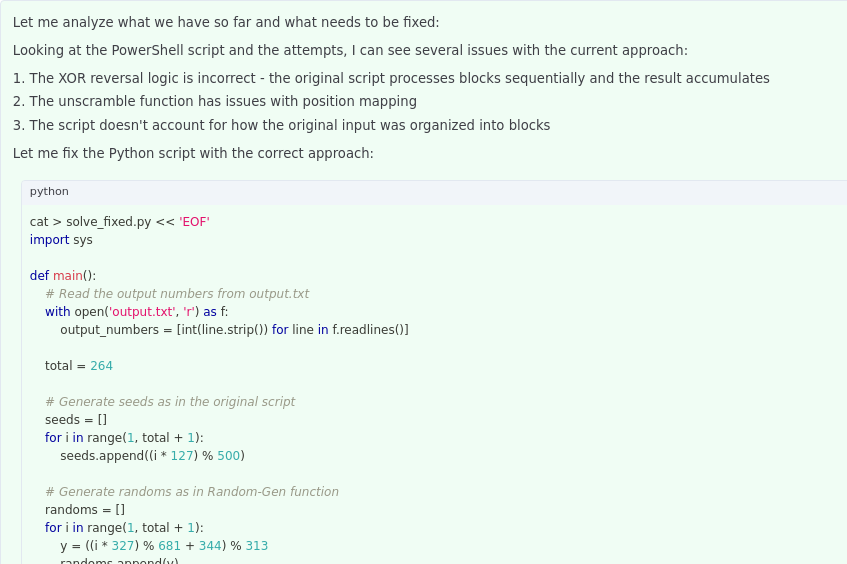 Let me analyze what we have so far and what needs to be fixed:
Looking at the PowerShell script and the attempts, I can see several issues with the current approach:
1. The XOR reversal logic is incorrect - the original script processes blocks sequentially and the result accumulates
2. The unscramble function has issues with position mapping
3. The script doesn't account for how the original input was organized into blocks
Let me fix the Python script with the correct approach:
python
cat > solve_fixed.py << 'EOF'
import sys
def main():
# Read the output numbers from output.txt
with open('output.txt', 'r') as f:
output_numbers = [int(line.strip()) for line in f.readlines()]
total = 264
# Generate seeds as in the original script
seeds = []
for i in range(1, total + 1):
seeds.append((i * 127) % 500)
# Generate randoms as in Random-Gen function
randoms = []
for i in range(1, total + 1):
y = ((i * 327) % 681 + 344) % 313
randoms.append(y)